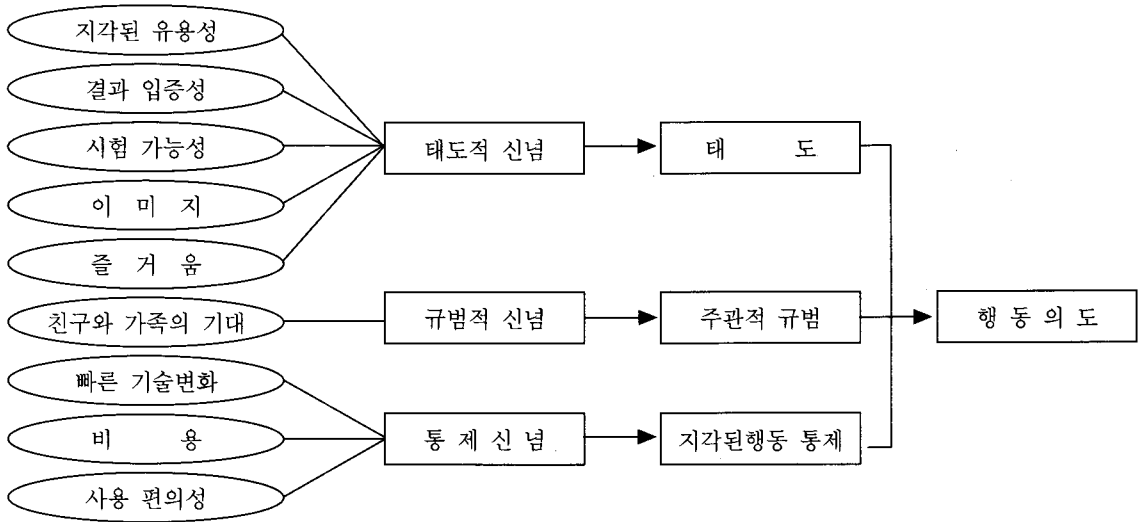 지각된 유용성
결과 입증성
시험 가능성
이 미 지
즐 거 움
친구와 가족의 기대
빠른 기술변화
비 용
사용 편의성
태도적 신념
규범적 신념
통 제 신 념
태 도
주관적 규범
지각된행동 통제
행 동 의 도